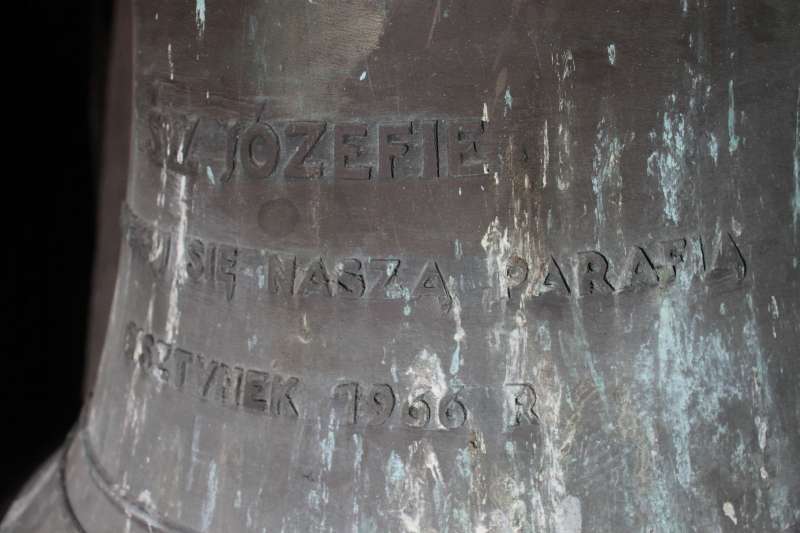 ŚW JÓZEFIE
SIĘ NASZĄ PARAFIĄ
OLSZTYNEK 1966 R